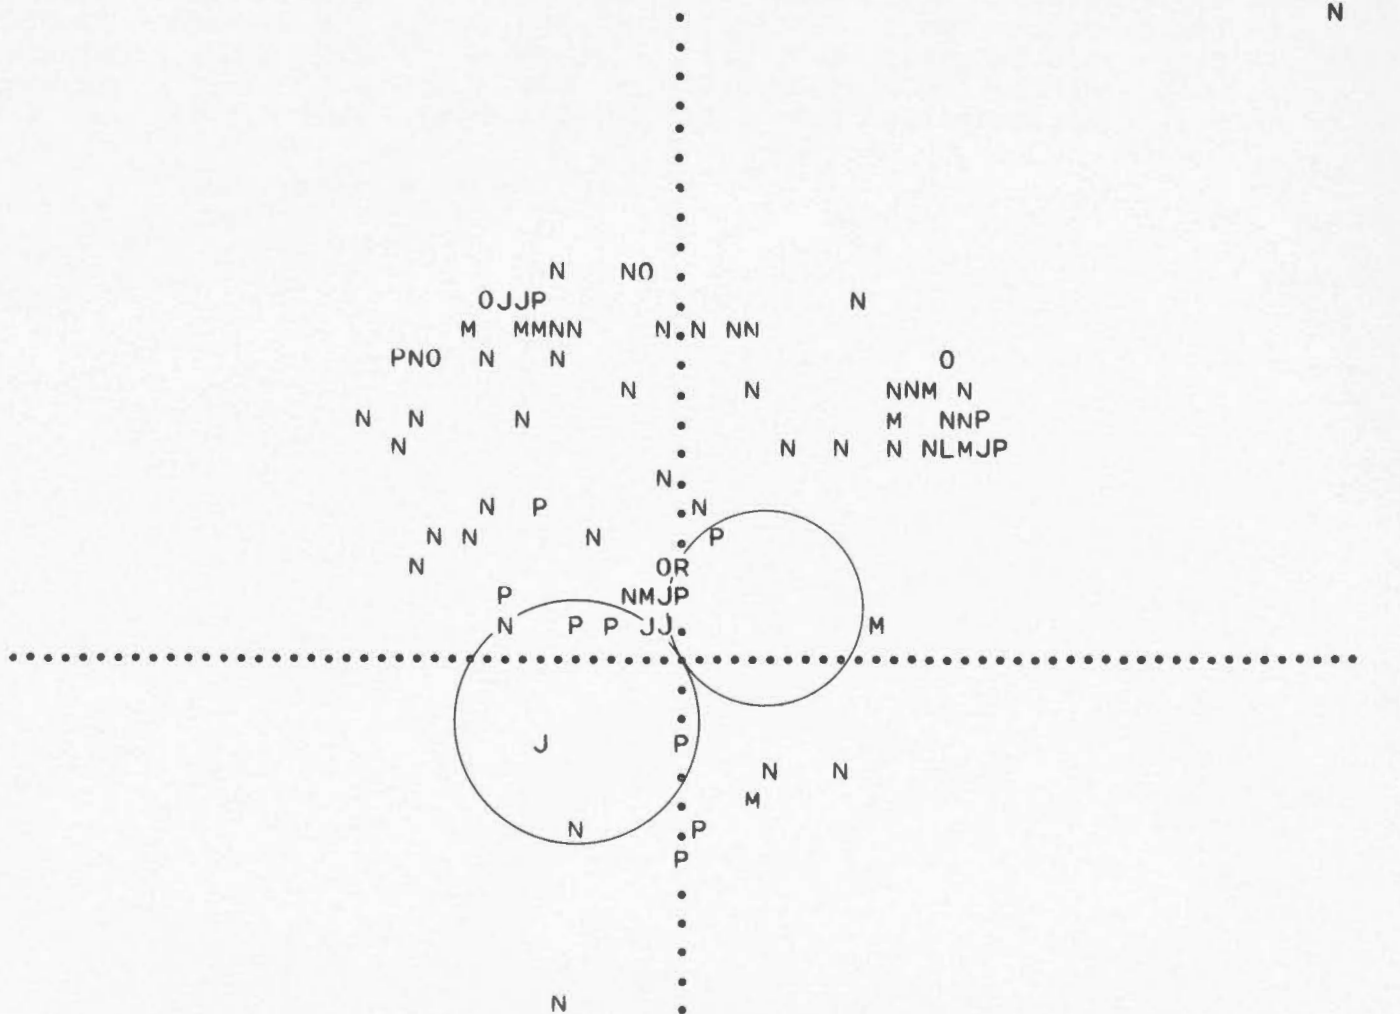 N
N NO
OJJP N
M MMNN N N NN
PNO N N O
N N NNM N
N N N M NNP
N N N N NLMJP
N
N P N
N N N P
N OR
P NMJP
N P P JJ M
J P
N N
M
N P
P
N